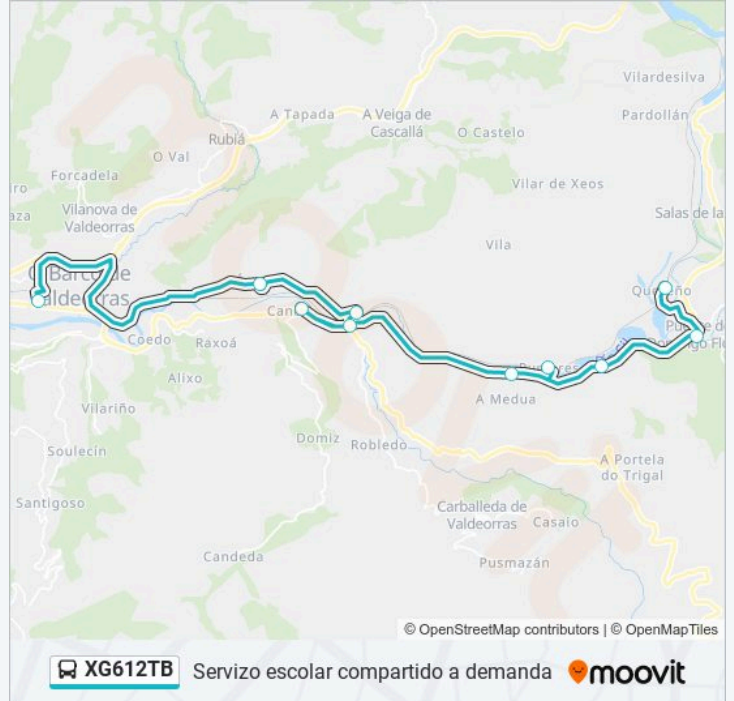 Vilardesilva
A Tapada
A Veiga de
Cascallá
Pardollán
O Castelo
Rubiá
O Val
Forcadela
Vilar de Xeos
Vilanova de
Valdeorras
Salas de la
Vila
O Barco de
Valdeorras
Coedo
Raxoá
Alixo
A Medua
Vilariño
Domiz
Robledo
Soulecín
A Portela
do Trigal
Santigoso
Carballeda de
Valdeorras
Casaio
Candeda
Pusmazán
© OpenStreetMap contributors | © OpenMapTiles
XG612TB Servizo escolar compartido a demanda moovit